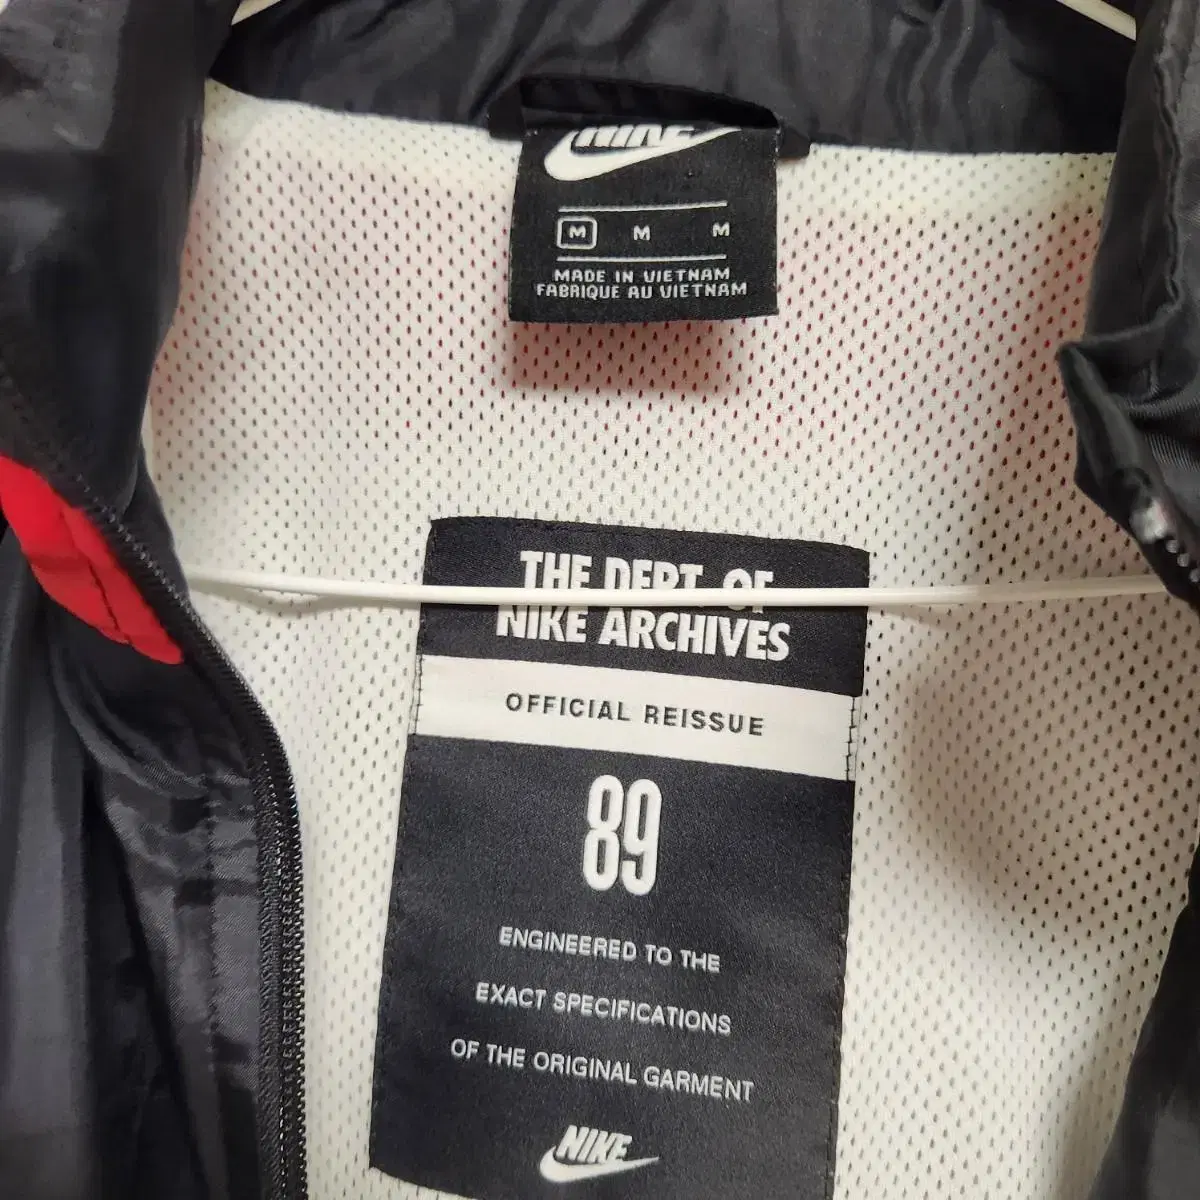 NIKE
M M M
MADE IN VIETNAM
FABRIQUE AU VIETNAM
THE DEPT. OF
NIKE ARCHIVES
OFFICIAL REISSUE
89
ENGINEERED TO THE
EXACT SPECIFICATIONS
OF THE ORIGINAL GARMENT
NIKE